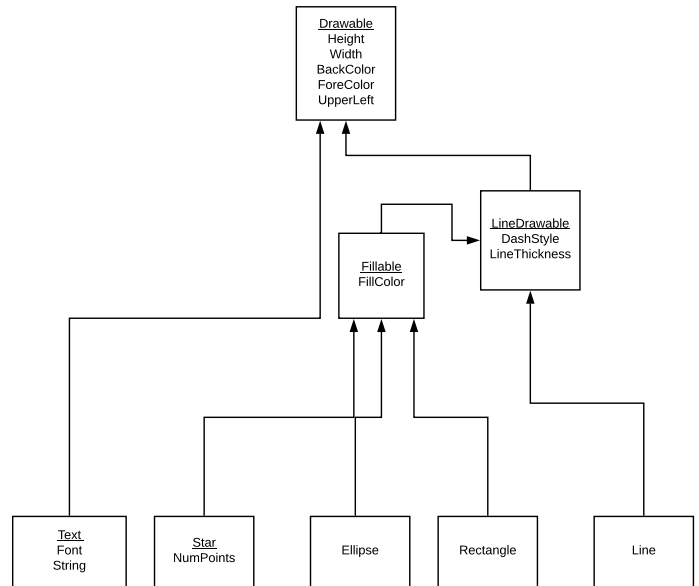 Drawable
Height
Width
BackColor
ForeColor
UpperLeft
LineDrawable
DashStyle
LineThickness
Fillable
FillColor
Text
Font
String
Star
NumPoints
Ellipse
Rectangle
Line